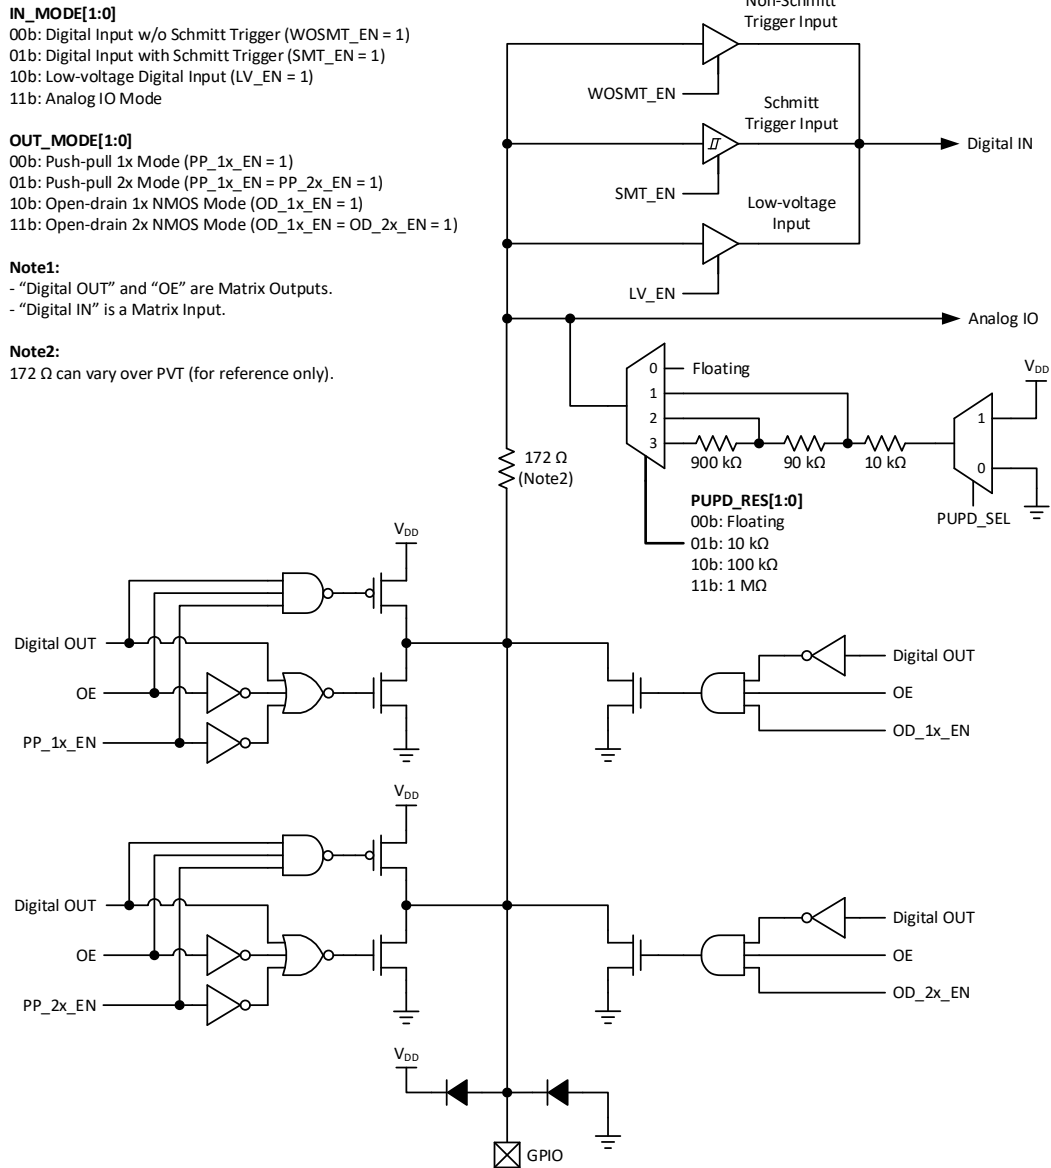 IN_MODE[1:0]
00b: Digital Input w/o Schmitt Trigger (WOSMT_EN = 1)
01b: Digital Input with Schmitt Trigger (SMT_EN = 1)
10b: Low-voltage Digital Input (LV_EN = 1)
11b: Analog IO Mode
OUT_MODE[1:0]
00b: Push-pull 1x Mode (PP_1x_EN = 1)
01b: Push-pull 2x Mode (PP_1x_EN = PP_2x_EN = 1)
10b: Open-drain 1x NMOS Mode (OD_1x_EN = 1)
11b: Open-drain 2x NMOS Mode (OD_1x_EN = OD_2x_EN = 1)
Note1:
- “Digital OUT” and “OE” are Matrix Outputs.
- “Digital IN” is a Matrix Input.
Note2:
172 Ω can vary over PVT (for reference only).
Non-Schmitt
Trigger Input
WOSMT_EN
Schmitt
Trigger Input
Digital IN
SMT_EN
Low-voltage
Input
LV_EN
Analog IO
0
Floating
1
2
3
900 kΩ
90 kΩ
10 kΩ
VDD
1
0
PUPD_SEL
172 Ω
(Note2)
PUPD_RES[1:0]
00b: Floating
01b: 10 kΩ
10b: 100 kΩ
11b: 1 MΩ
VDD
Digital OUT
OE
PP_1x_EN
Digital OUT
OE
OD_1x_EN
VDD
Digital OUT
OE
PP_2x_EN
Digital OUT
OE
OD_2x_EN
VDD
GPIO